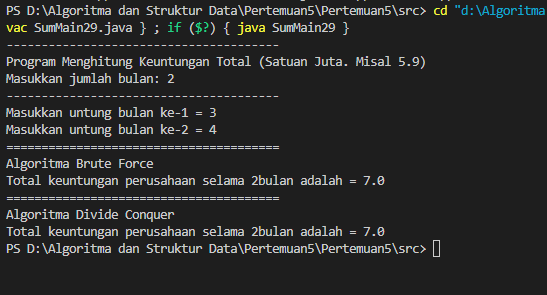 PS D:\Algoritma dan Struktur Data\Pertemuan5\Pertemuan5\src> cd "d:\Algoritma
vac SumMain29.java } ; if ($?) { java SumMain29 }
---------------------------------------
Program Menghitung Keuntungan Total (Satuan Juta. Misal 5.9)
Masukkan jumlah bulan: 2
---------------------------------------
Masukkan untung bulan ke-1 = 3
Masukkan untung bulan ke-2 = 4
=======================================
Algoritma Brute Force
Total keuntungan perusahaan selama 2bulan adalah = 7.0
=======================================
Algoritma Divide Conquer
Total keuntungan perusahaan selama 2bulan adalah = 7.0
PS D:\Algoritma dan Struktur Data\Pertemuan5\Pertemuan5\src>